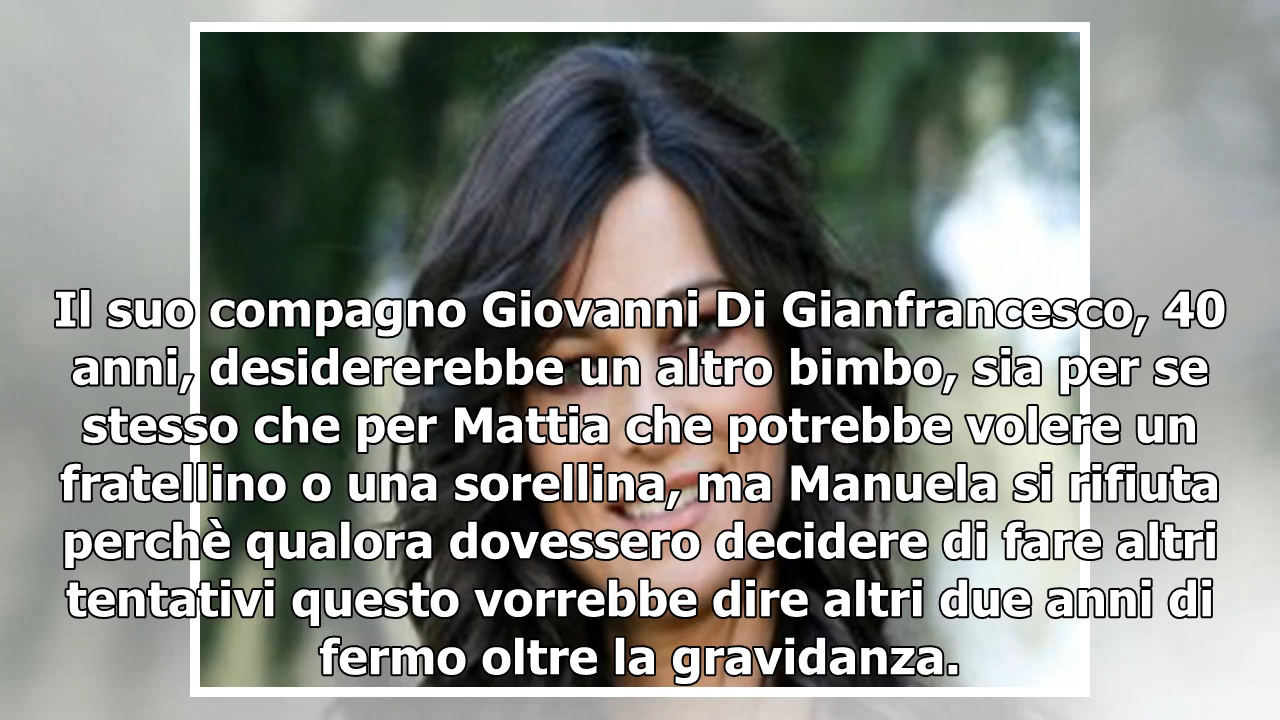 Il suo compagno Giovanni Di Gianfrancesco, 40
anni, desidererebbe un altro bimbo, sia per se
stesso che per Mattia che potrebbe volere un
fratellino o una sorellina, ma Manuela si rifiuta
perchè qualora dovessero decidere di fare altri
tentativi questo vorrebbe dire altri due anni di
fermo oltre la gravidanza.